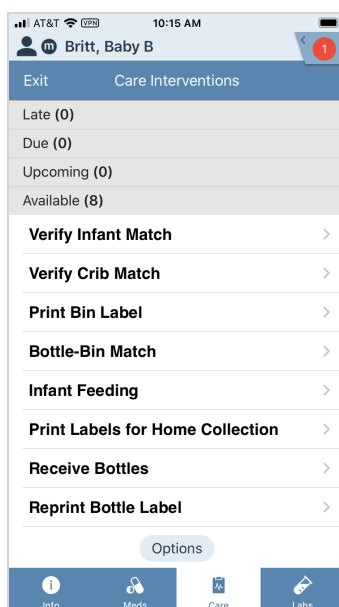 AT&T VPN 10:15 AM
m Britt, Baby B 1
Exit Care Interventions
Late (0)
Due (0)
Upcoming (0)
Available (8)
Verify Infant Match
Verify Crib Match
Print Bin Label
Bottle-Bin Match
Infant Feeding
Print Labels for Home Collection
Receive Bottles
Reprint Bottle Label
Options
Info Meds Care Labs